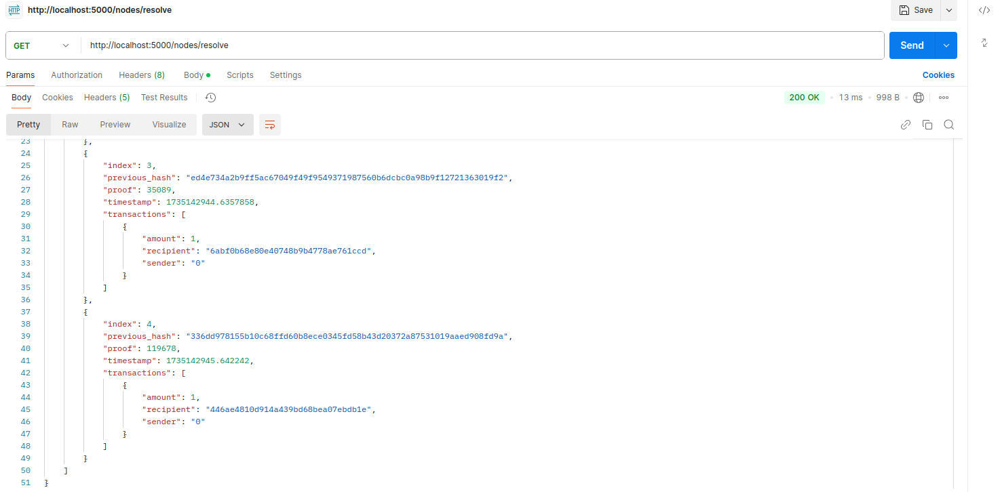 HTTP http://localhost:5000/nodes/resolve
Save
</>
GET http://localhost:5000/nodes/resolve
Send
Params Authorization Headers (8) Body Scripts Settings
Cookies
Body Cookies Headers (5) Test Results
200 OK 13 ms 998 B
Pretty Raw Preview Visualize JSON
23 },
24 {
25 "index": 3,
26 "previous_hash": "ed4e734a2b9ff5ac67049f49f9549371987560b6dcbc0a98b9f12721363019f2",
27 "proof": 35089,
28 "timestamp": 1735142944.6357858,
29 "transactions": [
30 {
31 "amount": 1,
32 "recipient": "6abf0b68e80e40748b9b4778ae761ccd",
33 "sender": "0"
34 }
35 ]
36 },
37 {
38 "index": 4,
39 "previous_hash": "336dd978155b10c68ffd60b8ece0345fd58b43d20372a87531019aaed908fd9a",
40 "proof": 119678,
41 "timestamp": 1735142945.642242,
42 "transactions": [
43 {
44 "amount": 1,
45 "recipient": "446ae4810d914a439bd68bea07ebdb1e",
46 "sender": "0"
47 }
48 ]
49 }
50 ]
51 }